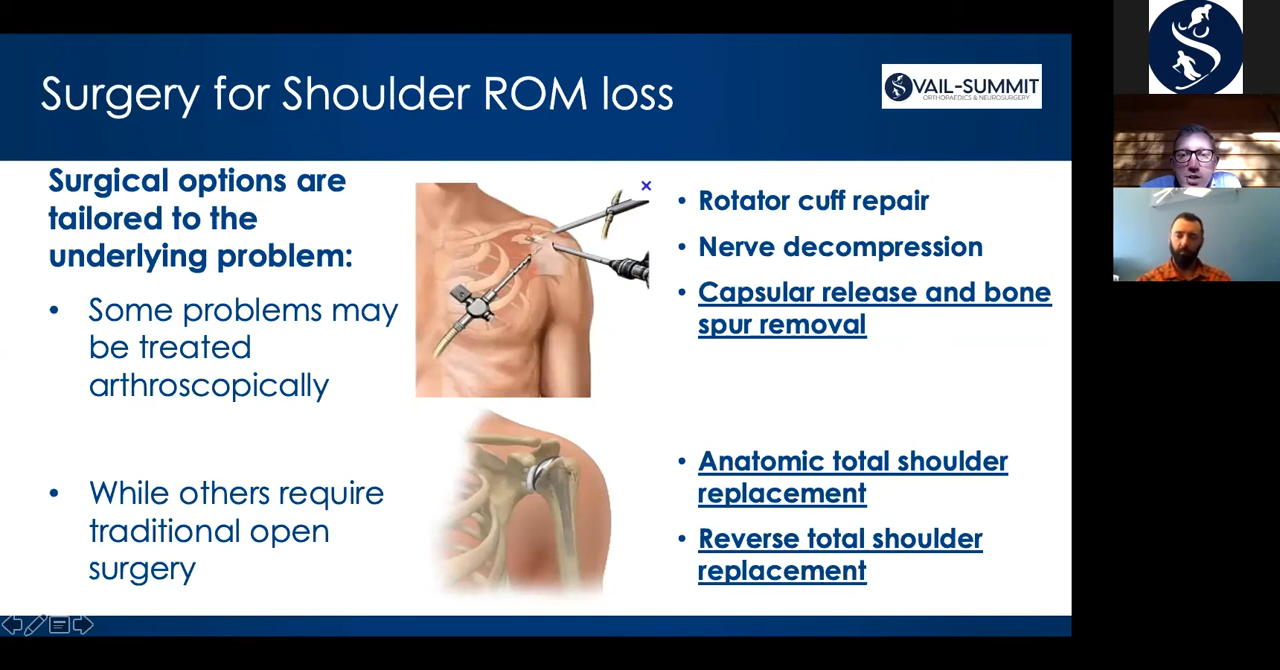 Surgery for Shoulder ROM loss
VAIL-SUMMIT
ORTHOPAEDICS & NEUROSURGERY
Surgical options are
tailored to the
underlying problem:
• Some problems may
be treated
arthroscopically
• While others require
traditional open
surgery
• Rotator cuff repair
• Nerve decompression
• Capsular release and bone
spur removal
• Anatomic total shoulder
replacement
• Reverse total shoulder
replacement